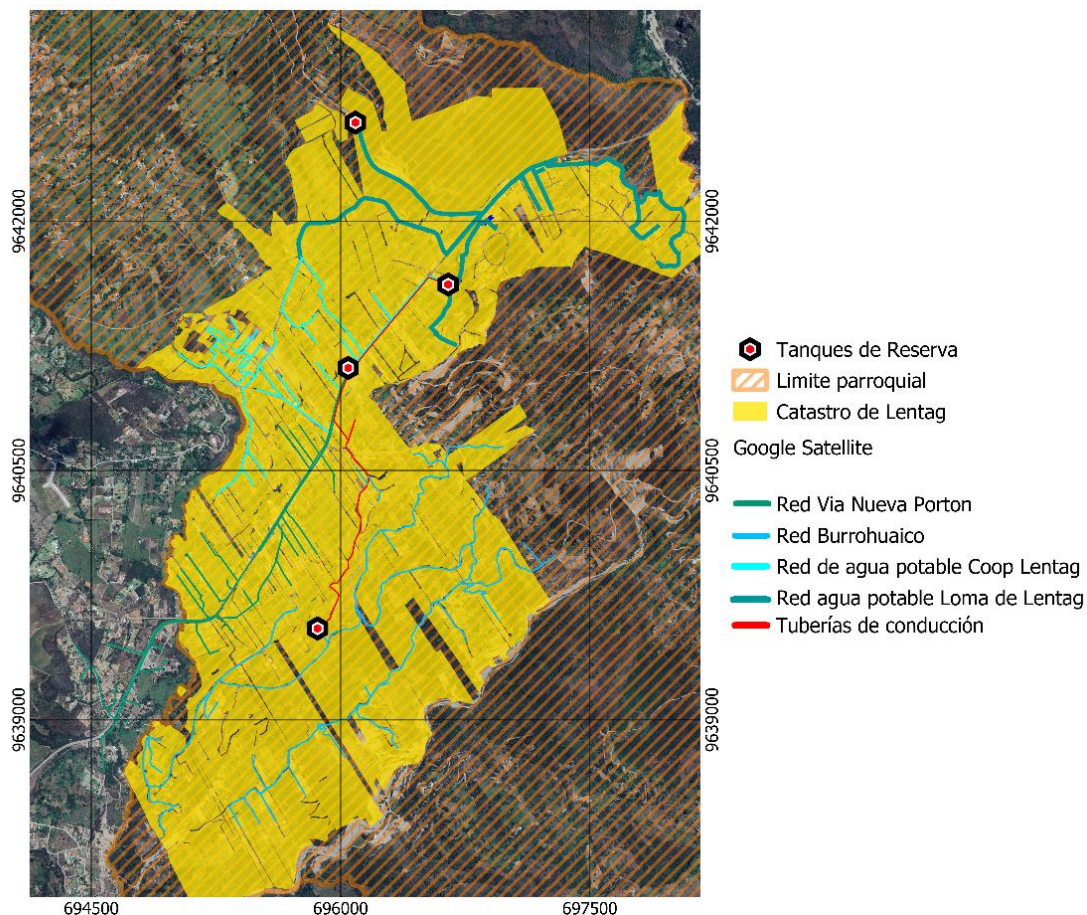 9642000
9642000
9640500
9640500
9639000
9639000
694500
696000
697500
Tanques de Reserva
Limite parroquial
Catastro de Lentag
Google Satellite
Red Via Nueva Porton
Red Burrohuaico
Red de agua potable Coop Lentag
Red agua potable Loma de Lentag
Tuberías de conducción